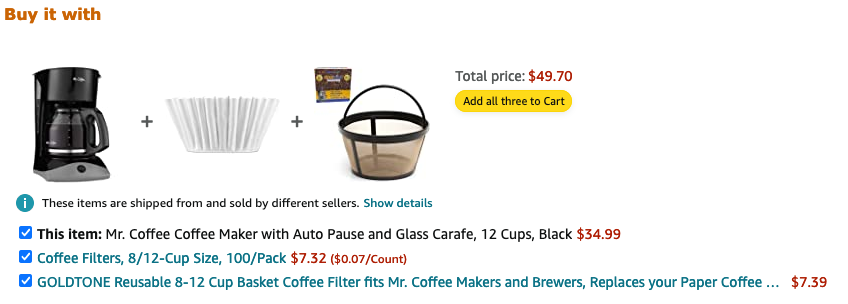 Buy it with
Total price: $49.70
Add all three to Cart
These items are shipped from and sold by different sellers. Show details
This item: Mr. Coffee Coffee Maker with Auto Pause and Glass Carafe, 12 Cups, Black $34.99
Coffee Filters, 8/12-Cup Size, 100/Pack $7.32 ($0.07/Count)
GOLDTONE Reusable 8-12 Cup Basket Coffee Filter fits Mr. Coffee Makers and Brewers, Replaces your Paper Coffee ... $7.39